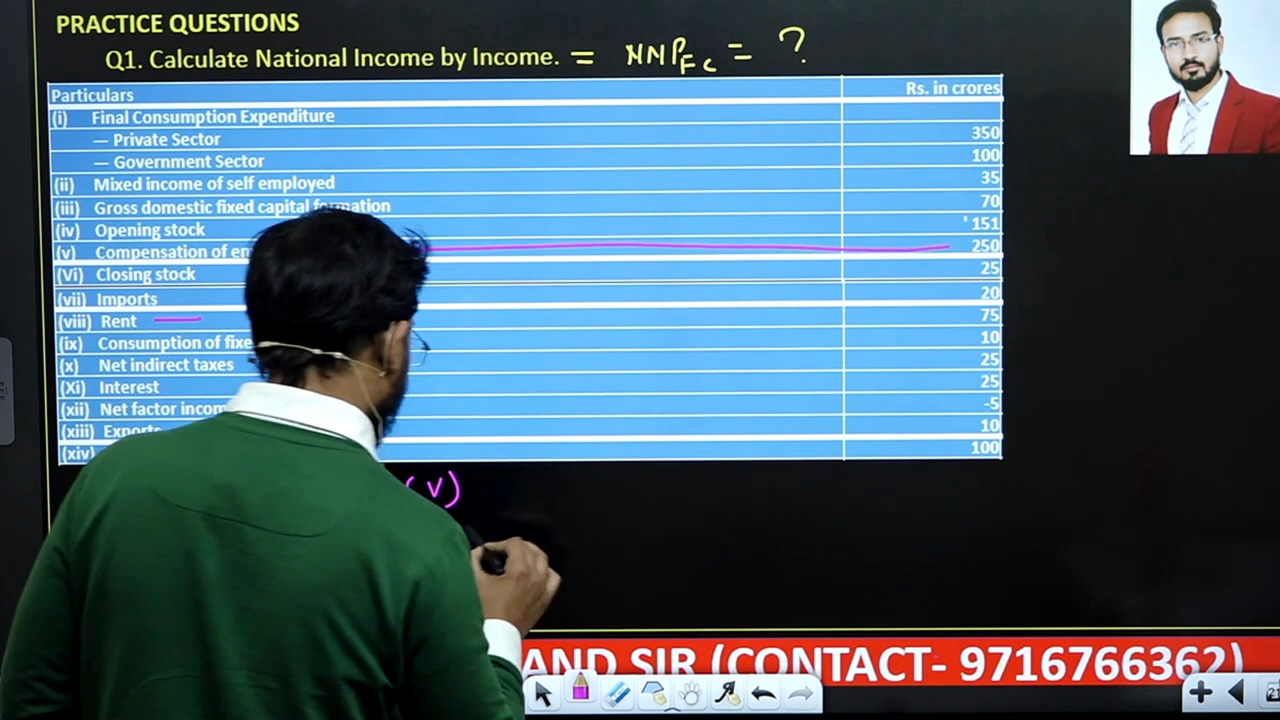 PRACTICE QUESTIONS
Q1. Calculate National Income by Income. = NNP FC = ?
Particulars Rs. in crores
(i) Final Consumption Expenditure
— Private Sector 350
— Government Sector 100
(ii) Mixed income of self employed 35
(iii) Gross domestic fixed capital formation 70
(iv) Opening stock ' 151
(v) Compensation of 250
(Vi) Closing stock 25
(vii) Imports 20
(viii) Rent 75
(ix) Consumption of 10
(x) Net indirect taxes 25
(Xi) Interest 25
(xii) Net factor -5
(xiii) Exports 10
(xiv) 100
(v)
AND SIR (CONTACT- 9716766362)